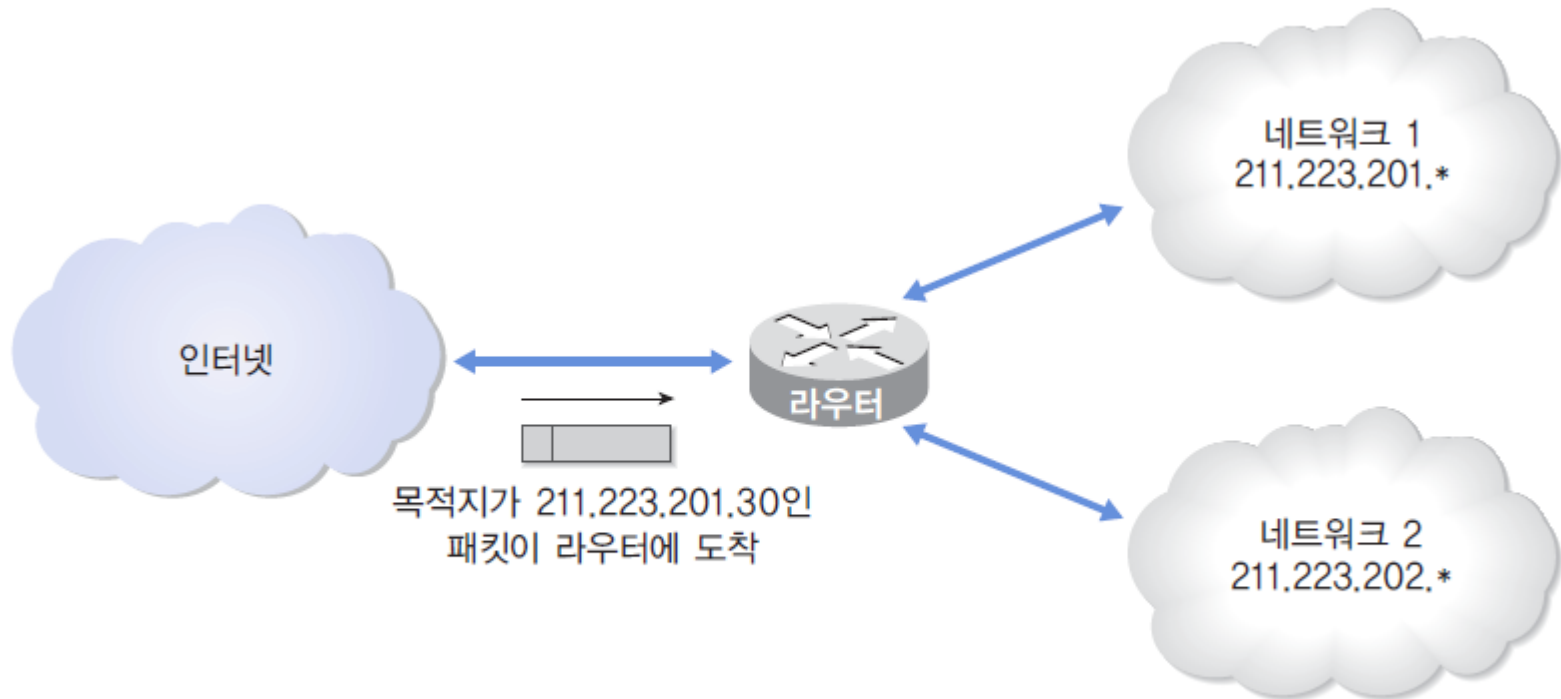 네트워크 1
211.223.201.*
인터넷
라우터
목적지가 211.223.201.30인
패킷이 라우터에 도착
네트워크 2
211.223.202.*